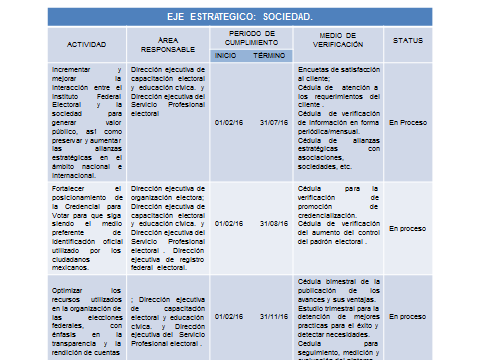 EJE ESTRATEGICO: SOCIEDAD.
ACTIVIDAD
ÁREA
RESPONSABLE
PERIODO DE
CUMPLIMIENTO
INICIO TÉRMINO
MEDIO DE
VERIFICACIÓN
STATUS
Incrementar y
mejorar la
interacción entre el
Instituto Federal
Electoral y la
sociedad para
generar valor
público, así como
preservar y aumentar
las alianzas
estratégicas en el
ámbito nacional e
internacional.
Dirección ejecutiva de
capacitación electoral
y educación cívica. y
Dirección ejecutiva del
Servicio Profesional
electoral
01/02/16 31/07/16
Encuetas de satisfacción
al cliente;
Cédula de atención a
los requerimientos del
cliente .
Cédula de verificación
de información en forma
periódica/mensual.
Cédula de alianzas
estratégicas con
asociaciones,
sociedades, etc.
En Proceso
Fortalecer el
posicionamiento de
la Credencial para
Votar para que siga
siendo el medio
preferente de
identificación oficial
utilizado por los
ciudadanos
mexicanos.
Dirección ejecutiva de
organización electora;
Dirección ejecutiva de
capacitación electoral
y educación cívica. y
Dirección ejecutiva del
Servicio Profesional
electoral . Dirección
ejecutiva de registro
federal electoral.
01/02/16 31/08/16
Cédula para la
verificación de
promoción de
credencialización.
Cédula de verificación
del aumento del control
del padrón electoral .
En proceso
Optimizar los
recursos utilizados
en la organización de
las elecciones
federales, con
énfasis en la
transparencia y la
rendición de cuentas
; Dirección ejecutiva
de capacitación
electoral y educación
cívica. y Dirección
ejecutiva del Servicio
Profesional electoral .
01/02/16 31/11/16
Cédula bimestral de la
publicación de los
avances y sus ventajas.
Estudio trimestral para la
detención de mejores
practicas para el éxito y
detectar necesidades.
Cedula para
seguimiento, medición y
En proceso